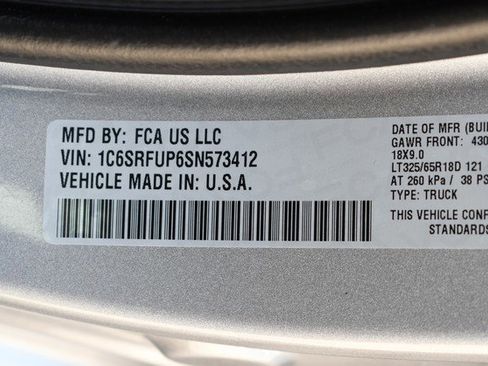 MFD BY: FCA US LLC
VIN: 1C6SRFUP6SN573412
VEHICLE MADE IN: U.S.A.
DATE OF MFR (BUI
GAWR FRONT: 430
18X9.0
LT325/65R18D 121
AT 260 kPa / 38 PS
TYPE: TRUCK
THIS VEHICLE CONF
STANDARDS